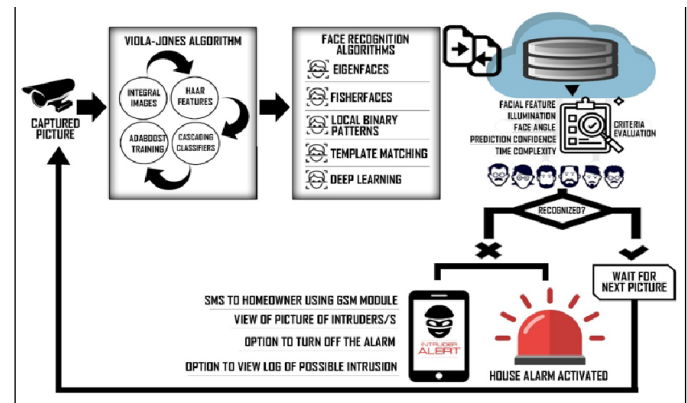 VIOLA-JONES ALGORITHM
INTEGRAL
IMAGES
HAAR
FEATURES
ADABOOST
TRAINING
CASCADING
CLASSIFIERS
CAPTURED
PICTURE
FACE RECOGNITION
ALGORITHMS
EIGENFACES
FISHERFACES
LOCAL BINARY
PATTERNS
TEMPLATE MATCHING
DEEP LEARNING
FACIAL FEATURE
ILLUMINATION
FACE ANGLE
PREDICTION CONFIDENCE
TIME COMPLEXITY
CRITERIA
EVALUATION
RECOGNIZED?
WAIT FOR
NEXT PICTURE
SMS TO HOMEOWNER USING GSM MODULE
VIEW OF PICTURE OF INTRUDERS/S
OPTION TO TURN OFF THE ALARM
OPTION TO VIEW LOG OF POSSIBLE INTRUSION
INTRUDER
ALERT
HOUSE ALARM ACTIVATED